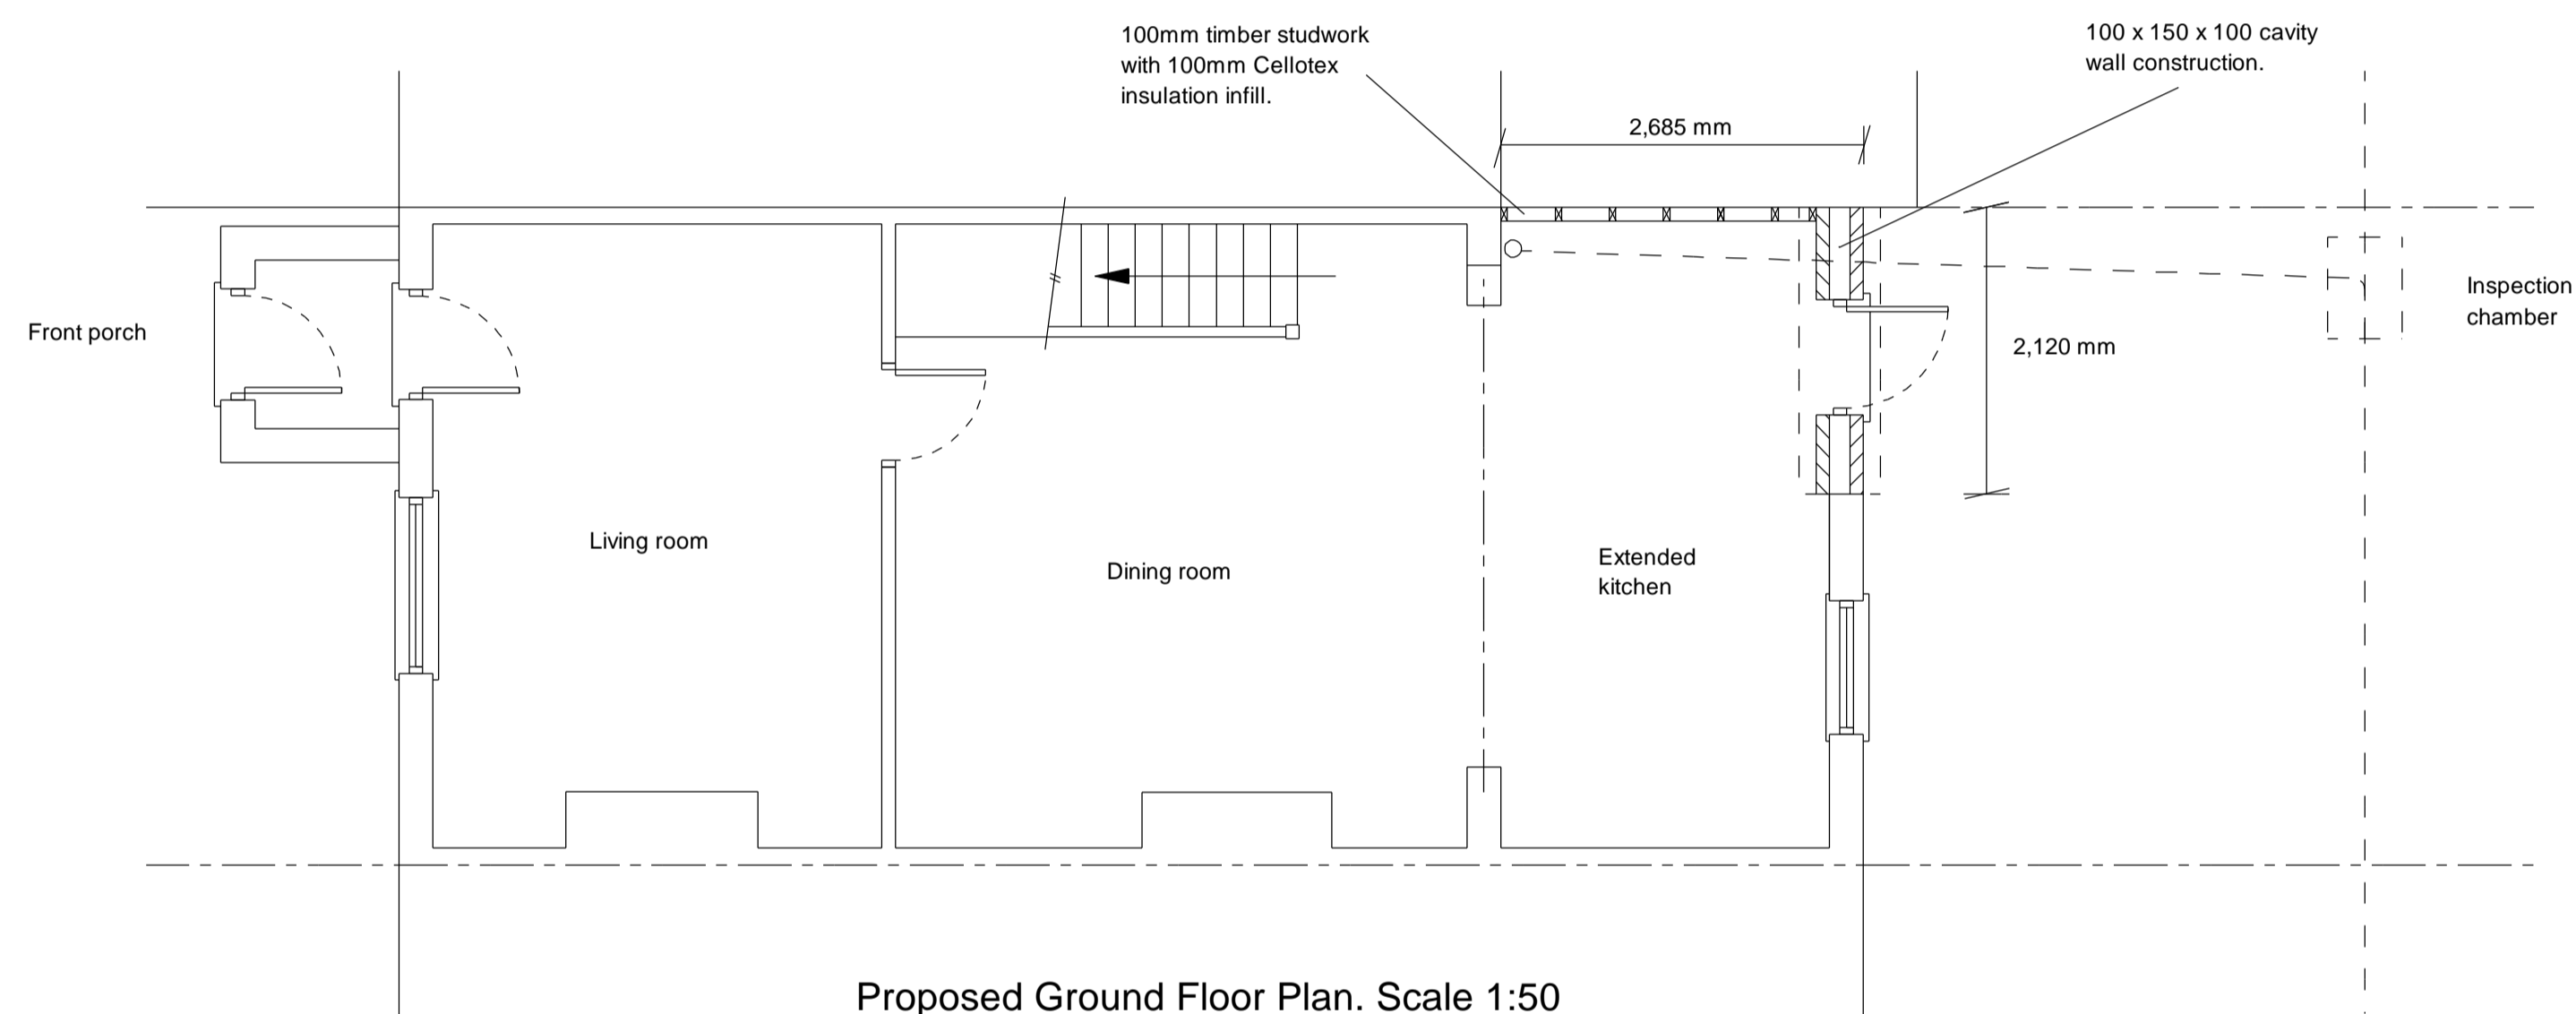 100mm timber studwork
with 100mm Cellotex
insulation infill.
100 x 150 x 100 cavity
wall construction.
2,685 mm
Front porch
Inspection
chamber
2,120 mm
Living room
Dining room
Extended
kitchen
Proposed Ground Floor Plan. Scale 1:50